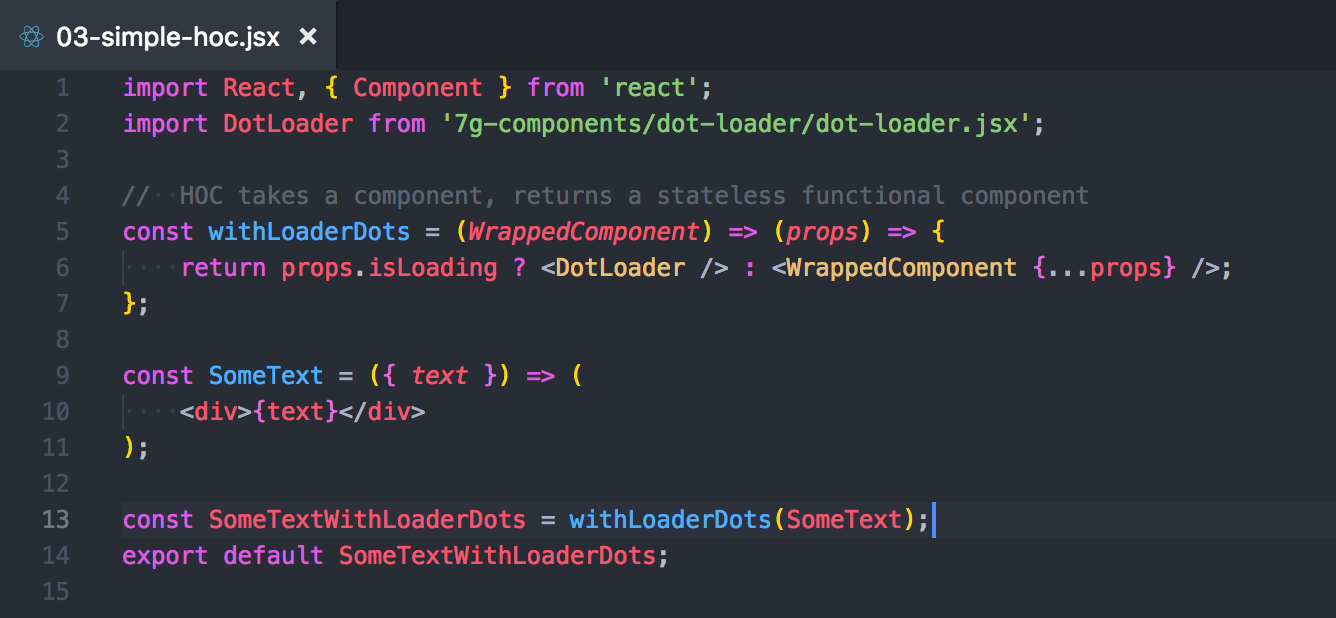 03-simple-hoc.jsx ×
1 import React, { Component } from 'react';
2 import DotLoader from '7g-components/dot-loader/dot-loader.jsx';
3
4 //  HOC takes a component, returns a stateless functional component
5 const withLoaderDots = (WrappedComponent) => (props) => {
6     return props.isLoading ? <DotLoader /> : <WrappedComponent {...props} />;
7 };
8
9 const SomeText = ({ text }) => (
10     <div>{text}</div>
11 );
12
13 const SomeTextWithLoaderDots = withLoaderDots(SomeText);
14 export default SomeTextWithLoaderDots;
15